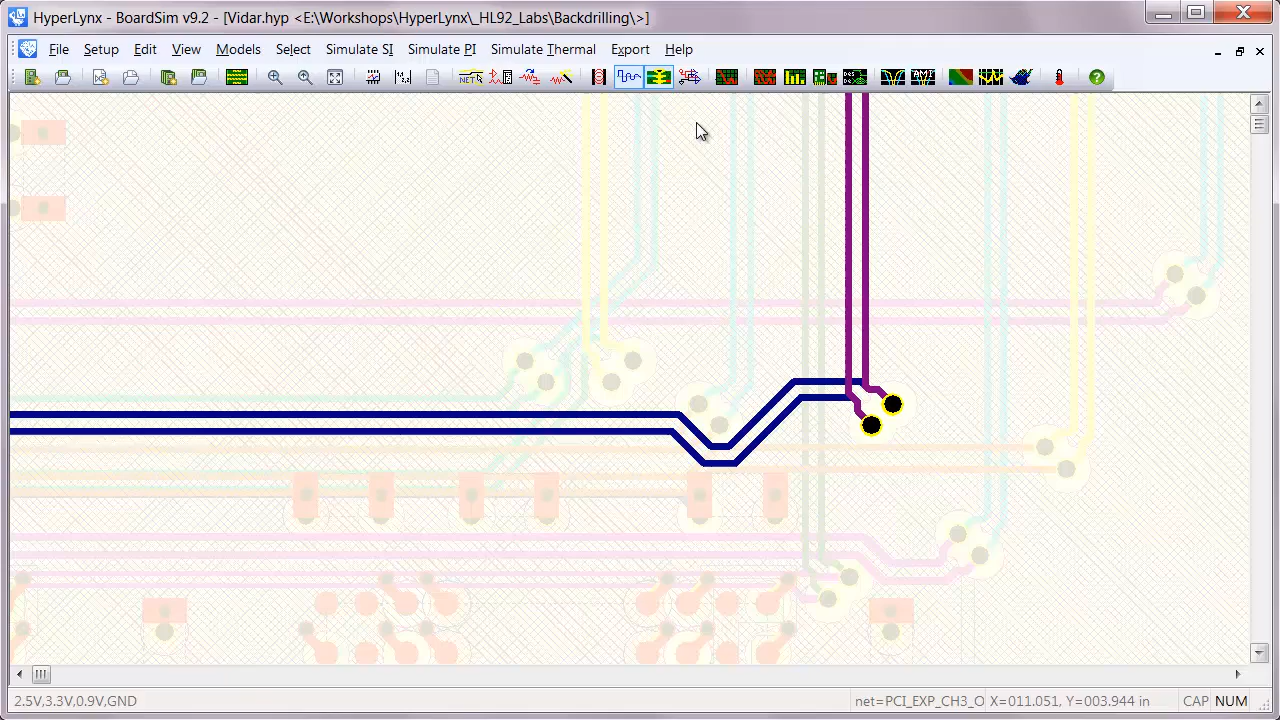 HyperLynx - BoardSim v9.2 - [Vidar.hyp <E:\Workshops\HyperLynx\_HL92_Labs\Backdrilling\>]
File Setup Edit View Models Select Simulate SI Simulate PI Simulate Thermal Export Help
2.5V,3.3V,0.9V,GND net=PCI_EXP_CH3_O X=011.051, Y=003.944 in CAP NUM